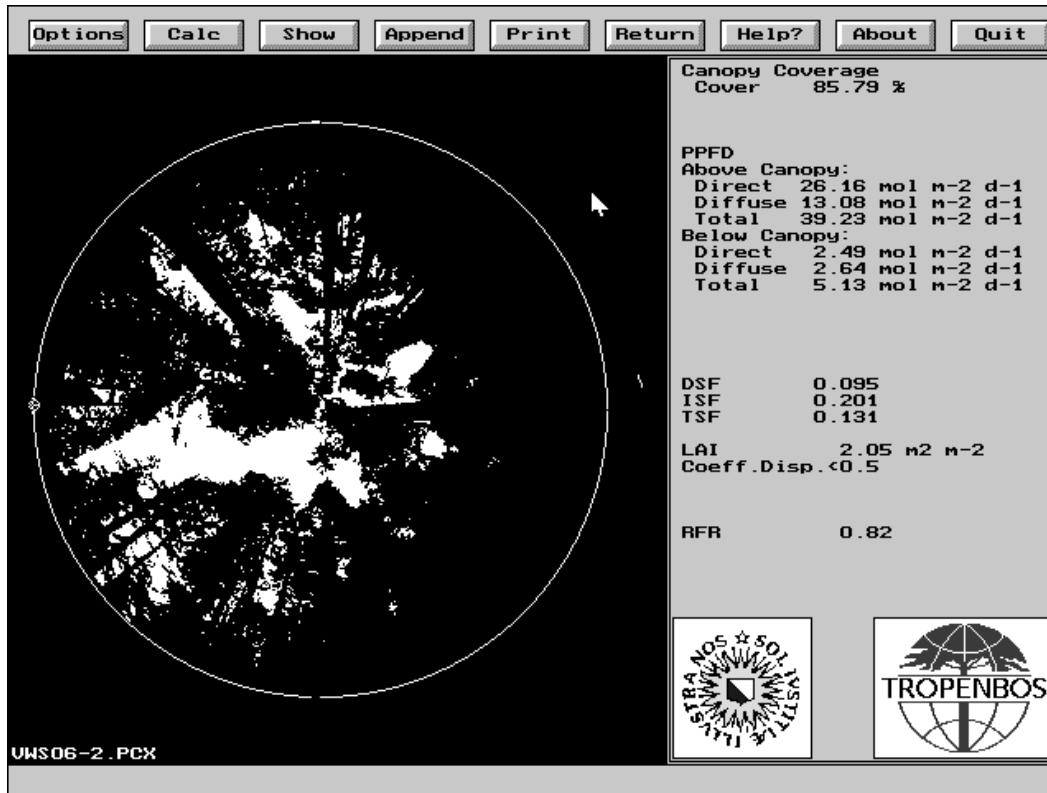 Options Calc Show Append Print Return Help? About Quit
Canopy Coverage
Cover 85.79 %
PPFD
Above Canopy:
Direct 26.16 mol m-2 d-1
Diffuse 13.08 mol m-2 d-1
Total 39.23 mol m-2 d-1
Below Canopy:
Direct 2.49 mol m-2 d-1
Diffuse 2.64 mol m-2 d-1
Total 5.13 mol m-2 d-1
DSF 0.095
ISF 0.201
TSF 0.131
LAI 2.05 m2 m-2
Coeff.Disp.<0.5
RFR 0.82
SOL IVSTITIÆ ILLVSTRA NOS
TROPENBOS
VWS06-2.PCX